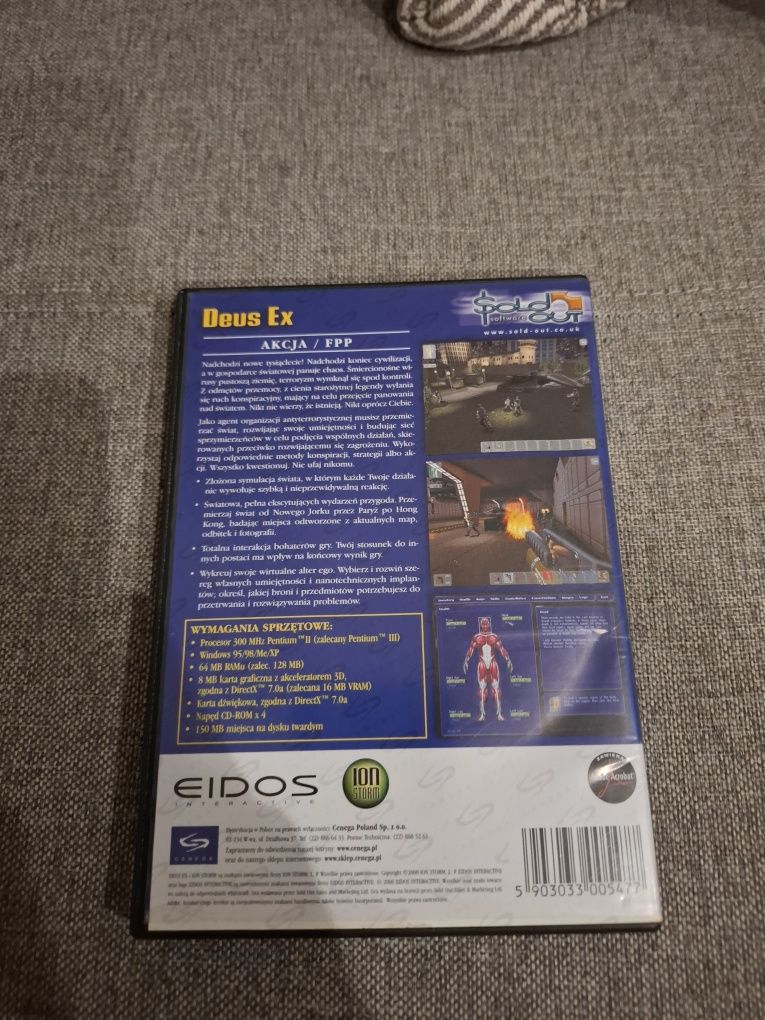 Deus Ex
AKCJA / FPP
$old
software OUT
www.sold-out.co.uk
Nadchodzi nowe tysiąclecie! Nadchodzi koniec cywilizacji,
a w gospodarce światowej panuje chaos. Śmiercionośne wi-
rusy pustoszą ziemię, terroryzm wymknął się spod kontroli.
Z odmętów przemocy, z cienia starożytnej legendy wyłania
się ruch konspiracyjny, mający na celu przejęcie panowania
nad światem. Nikt nie wierzy, że istnieją. Nikt oprócz Ciebie.
Jako agent organizacji antyterrorystycznej musisz przemie-
rzać świat, rozwijając swoje umiejętności i budując sieć
sprzymierzeńców w celu podjęcia wspólnych działań, skie-
rowanych przeciwko rozwijającemu się zagrożeniu. Wyko-
rzystaj odpowiednie metody konspiracji, strategii albo ak-
cji. Wszystko kwestionuj. Nie ufaj nikomu.
• Złożona symulacja świata, w którym każde Twoje działa-
nie wywołuje szybką i nieprzewidywalną reakcję.
• Światowa, pełna ekscytujących wydarzeń przygoda. Prze-
mierzaj świat od Nowego Jorku przez Paryż po Hong
Kong, badając miejsca odtworzone z aktualnych map,
odbitek i fotografii.
• Totalna interakcja bohaterów gry. Twój stosunek do in-
nych postaci ma wpływ na końcowy wynik gry.
• Wykreuj swoje wirtualne alter ego. Wybierz i rozwiń sze-
reg własnych umiejętności i nanotechnicznych implan-
tów; określ, jakiej broni i przedmiotów potrzebujesz do
przetrwania i rozwiązywania problemów.
WYMAGANIA SPRZĘTOWE:
• Procesor 300 MHz Pentium™II (zalecany Pentium™ III)
• Windows 95/98/Me/XP
• 64 MB RAMu (zalec. 128 MB)
• 8 MB karta graficzna z akceleratorem 3D,
zgodna z DirectX™ 7.0a (zalecana 16 MB VRAM)
• Karta dźwiękowa, zgodna z DirectX™ 7.0a
• Napęd CD-ROM x 4
• 150 MB miejsca na dysku twardym
EIDOS
INTERACTIVE
ION
STORM
Acrobat
CENEGA
Dystrybucja w Polsce na prawach wyłączności: Cenega Poland Sp. z o.o.
Zapraszamy do odwiedzenia naszej witryny www.cenega.pl
oraz do naszego sklepu internetowego www.sklep.cenega.pl
5 903033 005477